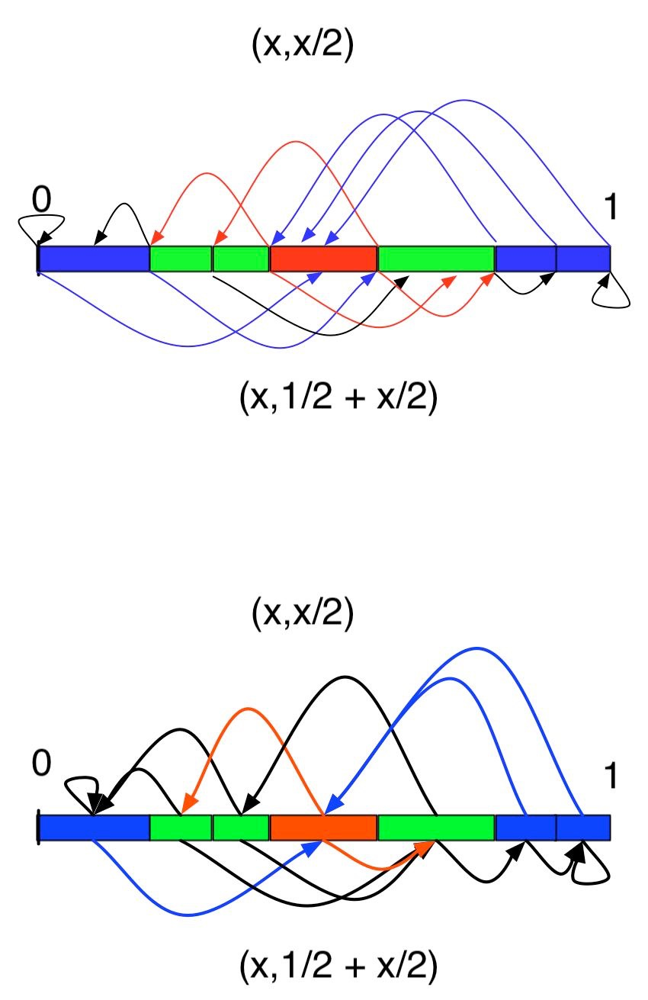 (x,x/2)
0
1
(x,1/2 + x/2)
(x,x/2)
0
1
(x,1/2 + x/2)